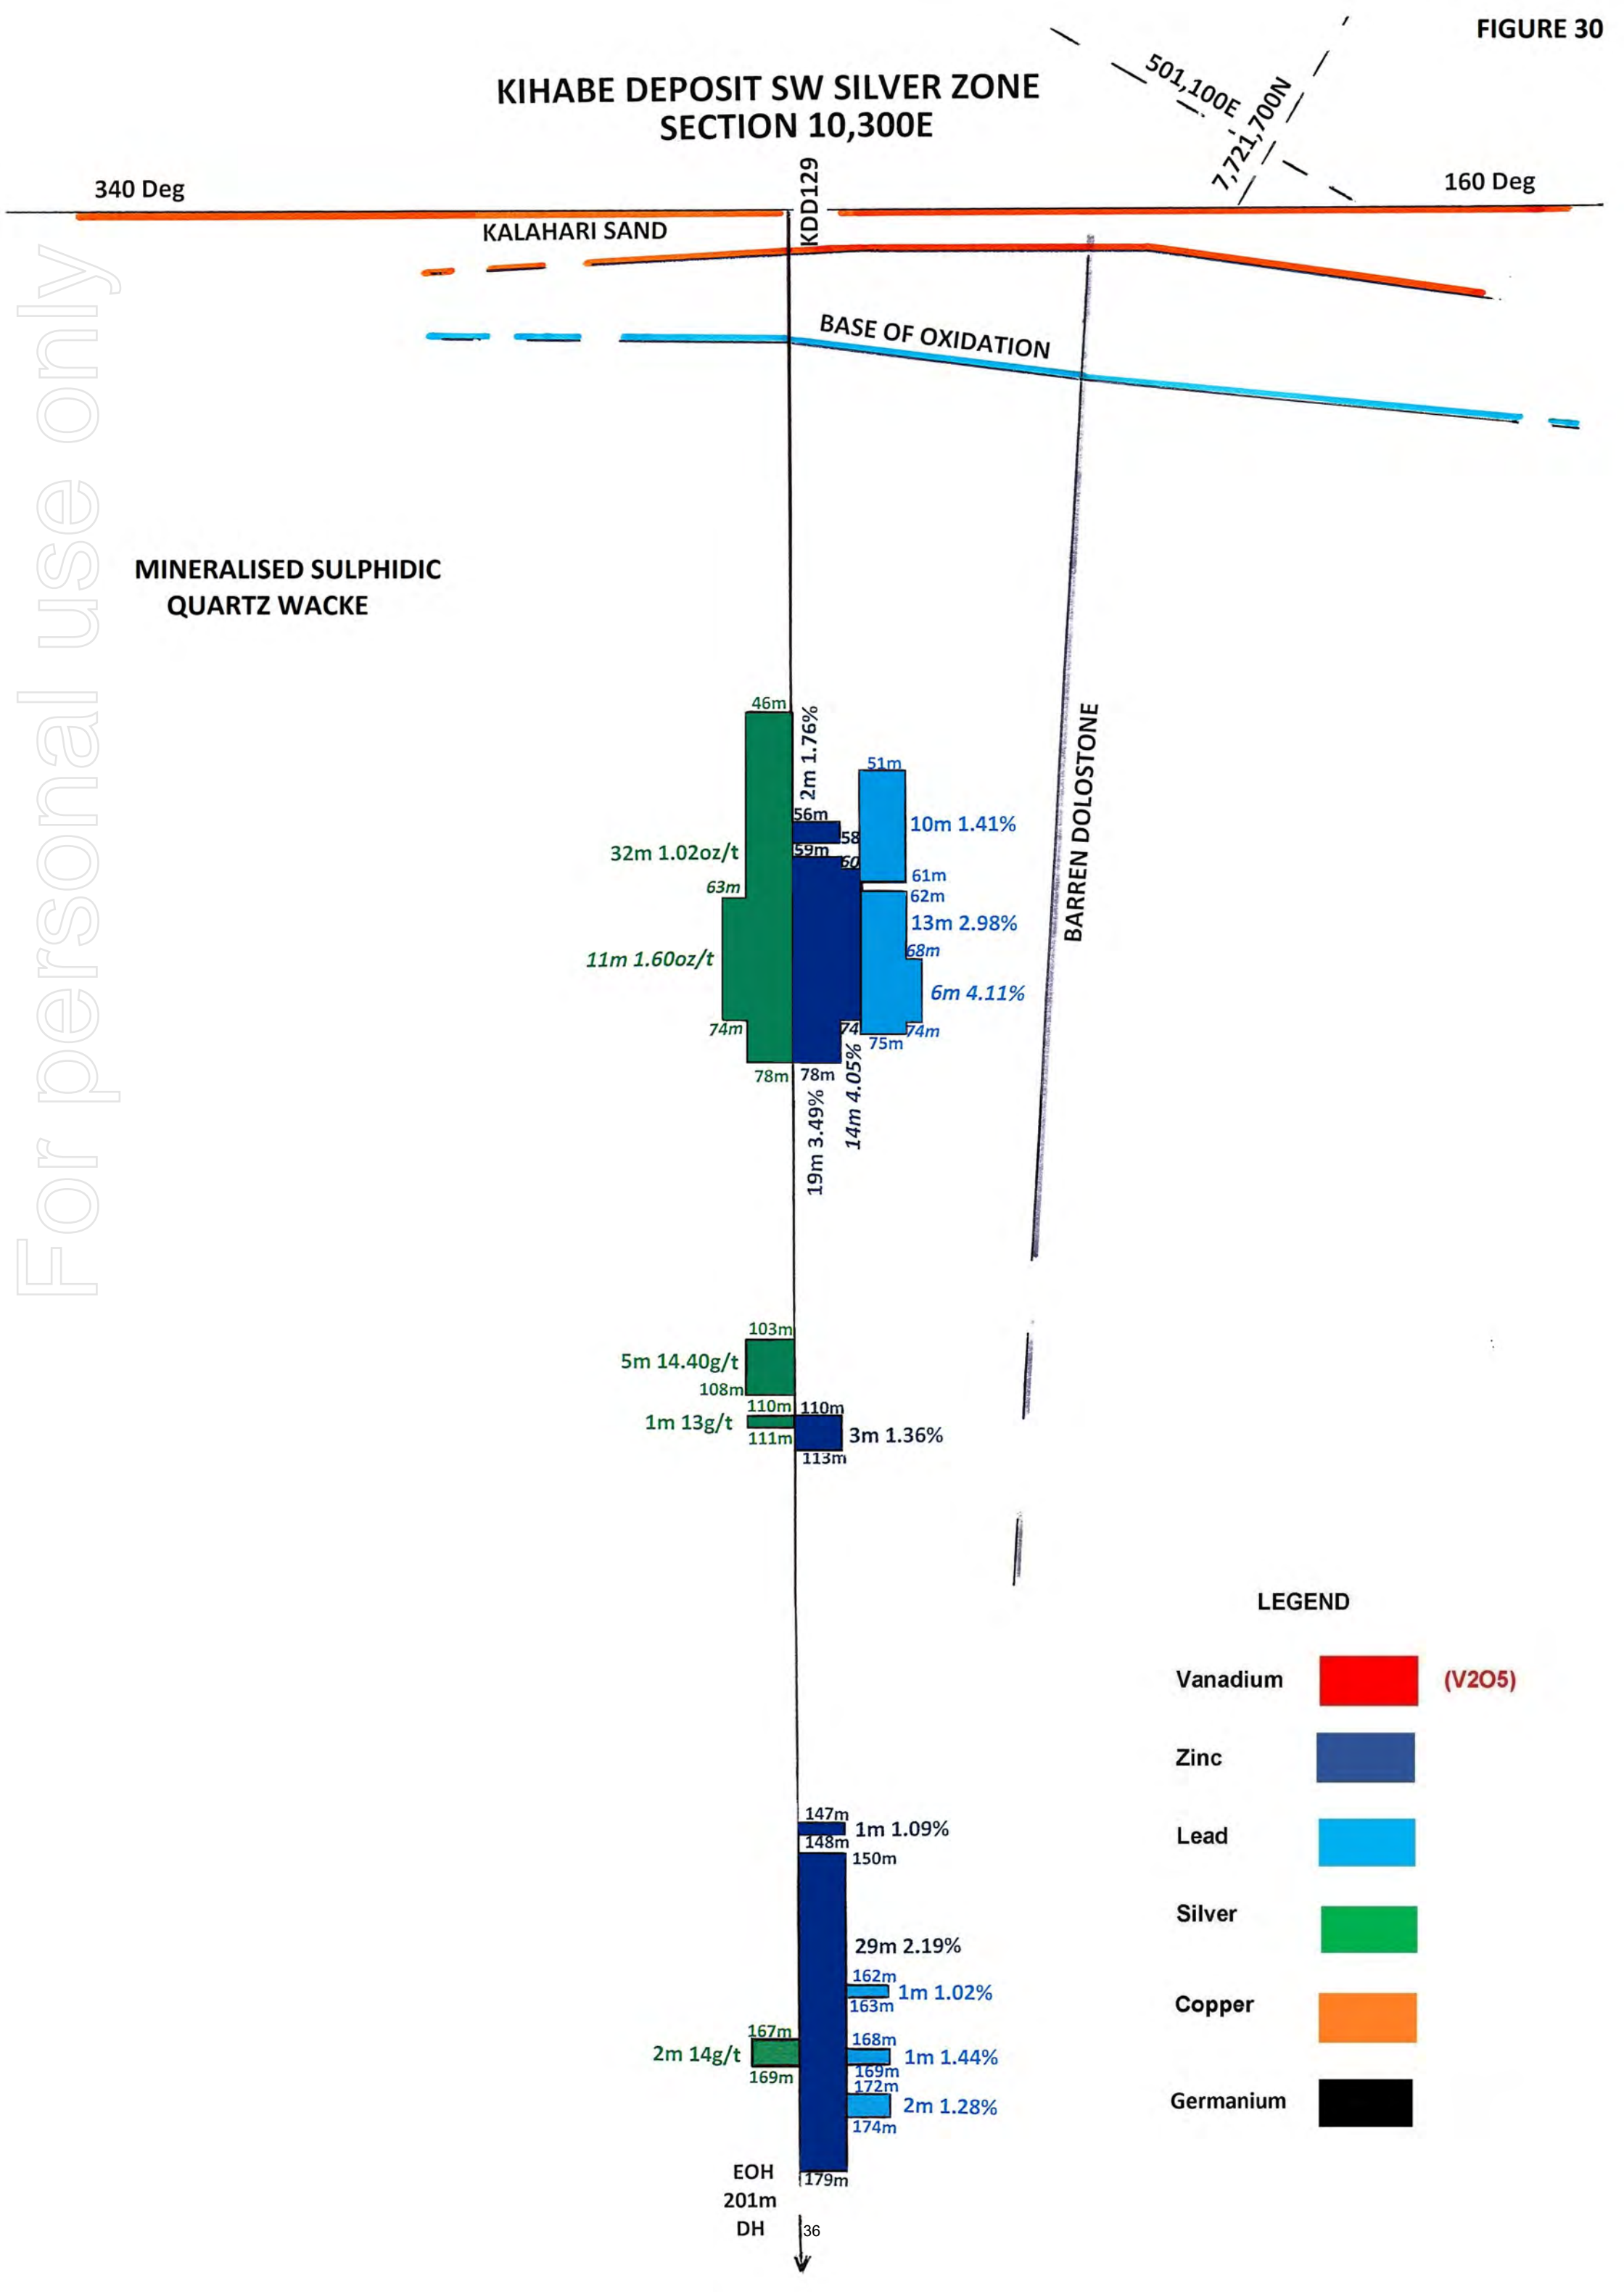 FIGURE 30
KIHABE DEPOSIT SW SILVER ZONE
SECTION 10,300E
501,100E
7,721,700N
340 Deg
KDD129
160 Deg
KALAHARI SAND
BASE OF OXIDATION
For personal use only
MINERALISED SULPHIDIC
QUARTZ WACKE
BARREN DOLOSTONE
46m
2m 1.76%
51m
56m
10m 1.41%
58
59m
32m 1.02oz/t
60
61m
63m
62m
13m 2.98%
68m
11m 1.60oz/t
6m 4.11%
74m
74
74m
75m
78m
78m
14m 4.05%
19m 3.49%
103m
5m 14.40g/t
108m
110m
110m
1m 13g/t
111m
3m 1.36%
113m
LEGEND
Vanadium
(V2O5)
Zinc
Lead
Silver
Copper
Germanium
147m
1m 1.09%
148m
150m
29m 2.19%
162m
1m 1.02%
163m
167m
168m
2m 14g/t
1m 1.44%
169m
169m
172m
2m 1.28%
174m
179m
EOH
201m
DH
36